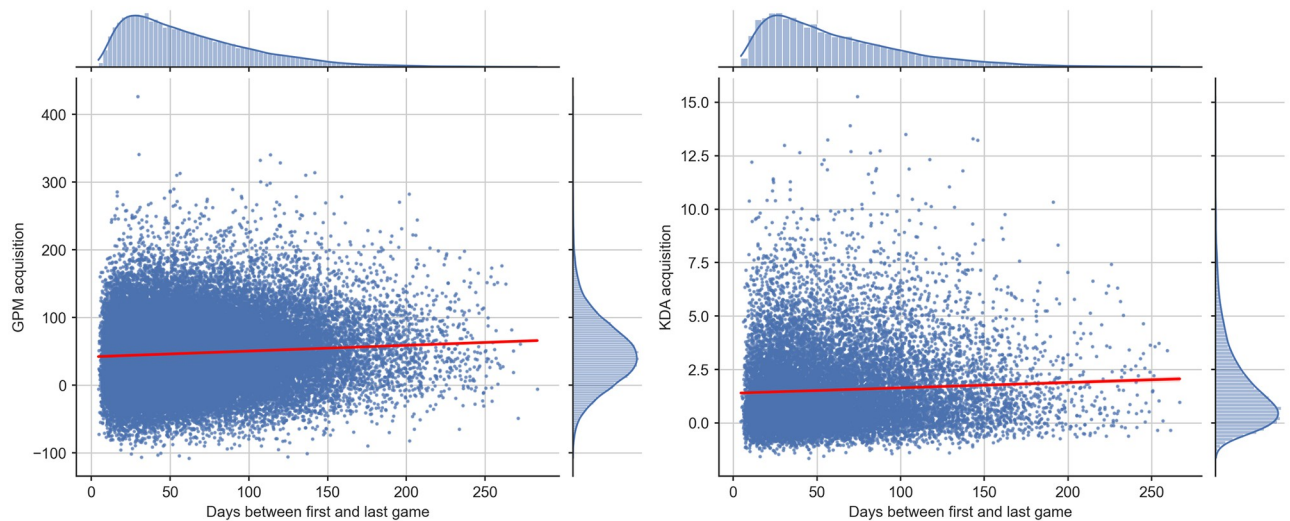 400
300
200
100
0
−100
GPM acquisition
0 50 100 150 200 250
Days between first and last game
15.0
12.5
10.0
7.5
5.0
2.5
0.0
KDA acquisition
0 50 100 150 200 250
Days between first and last game